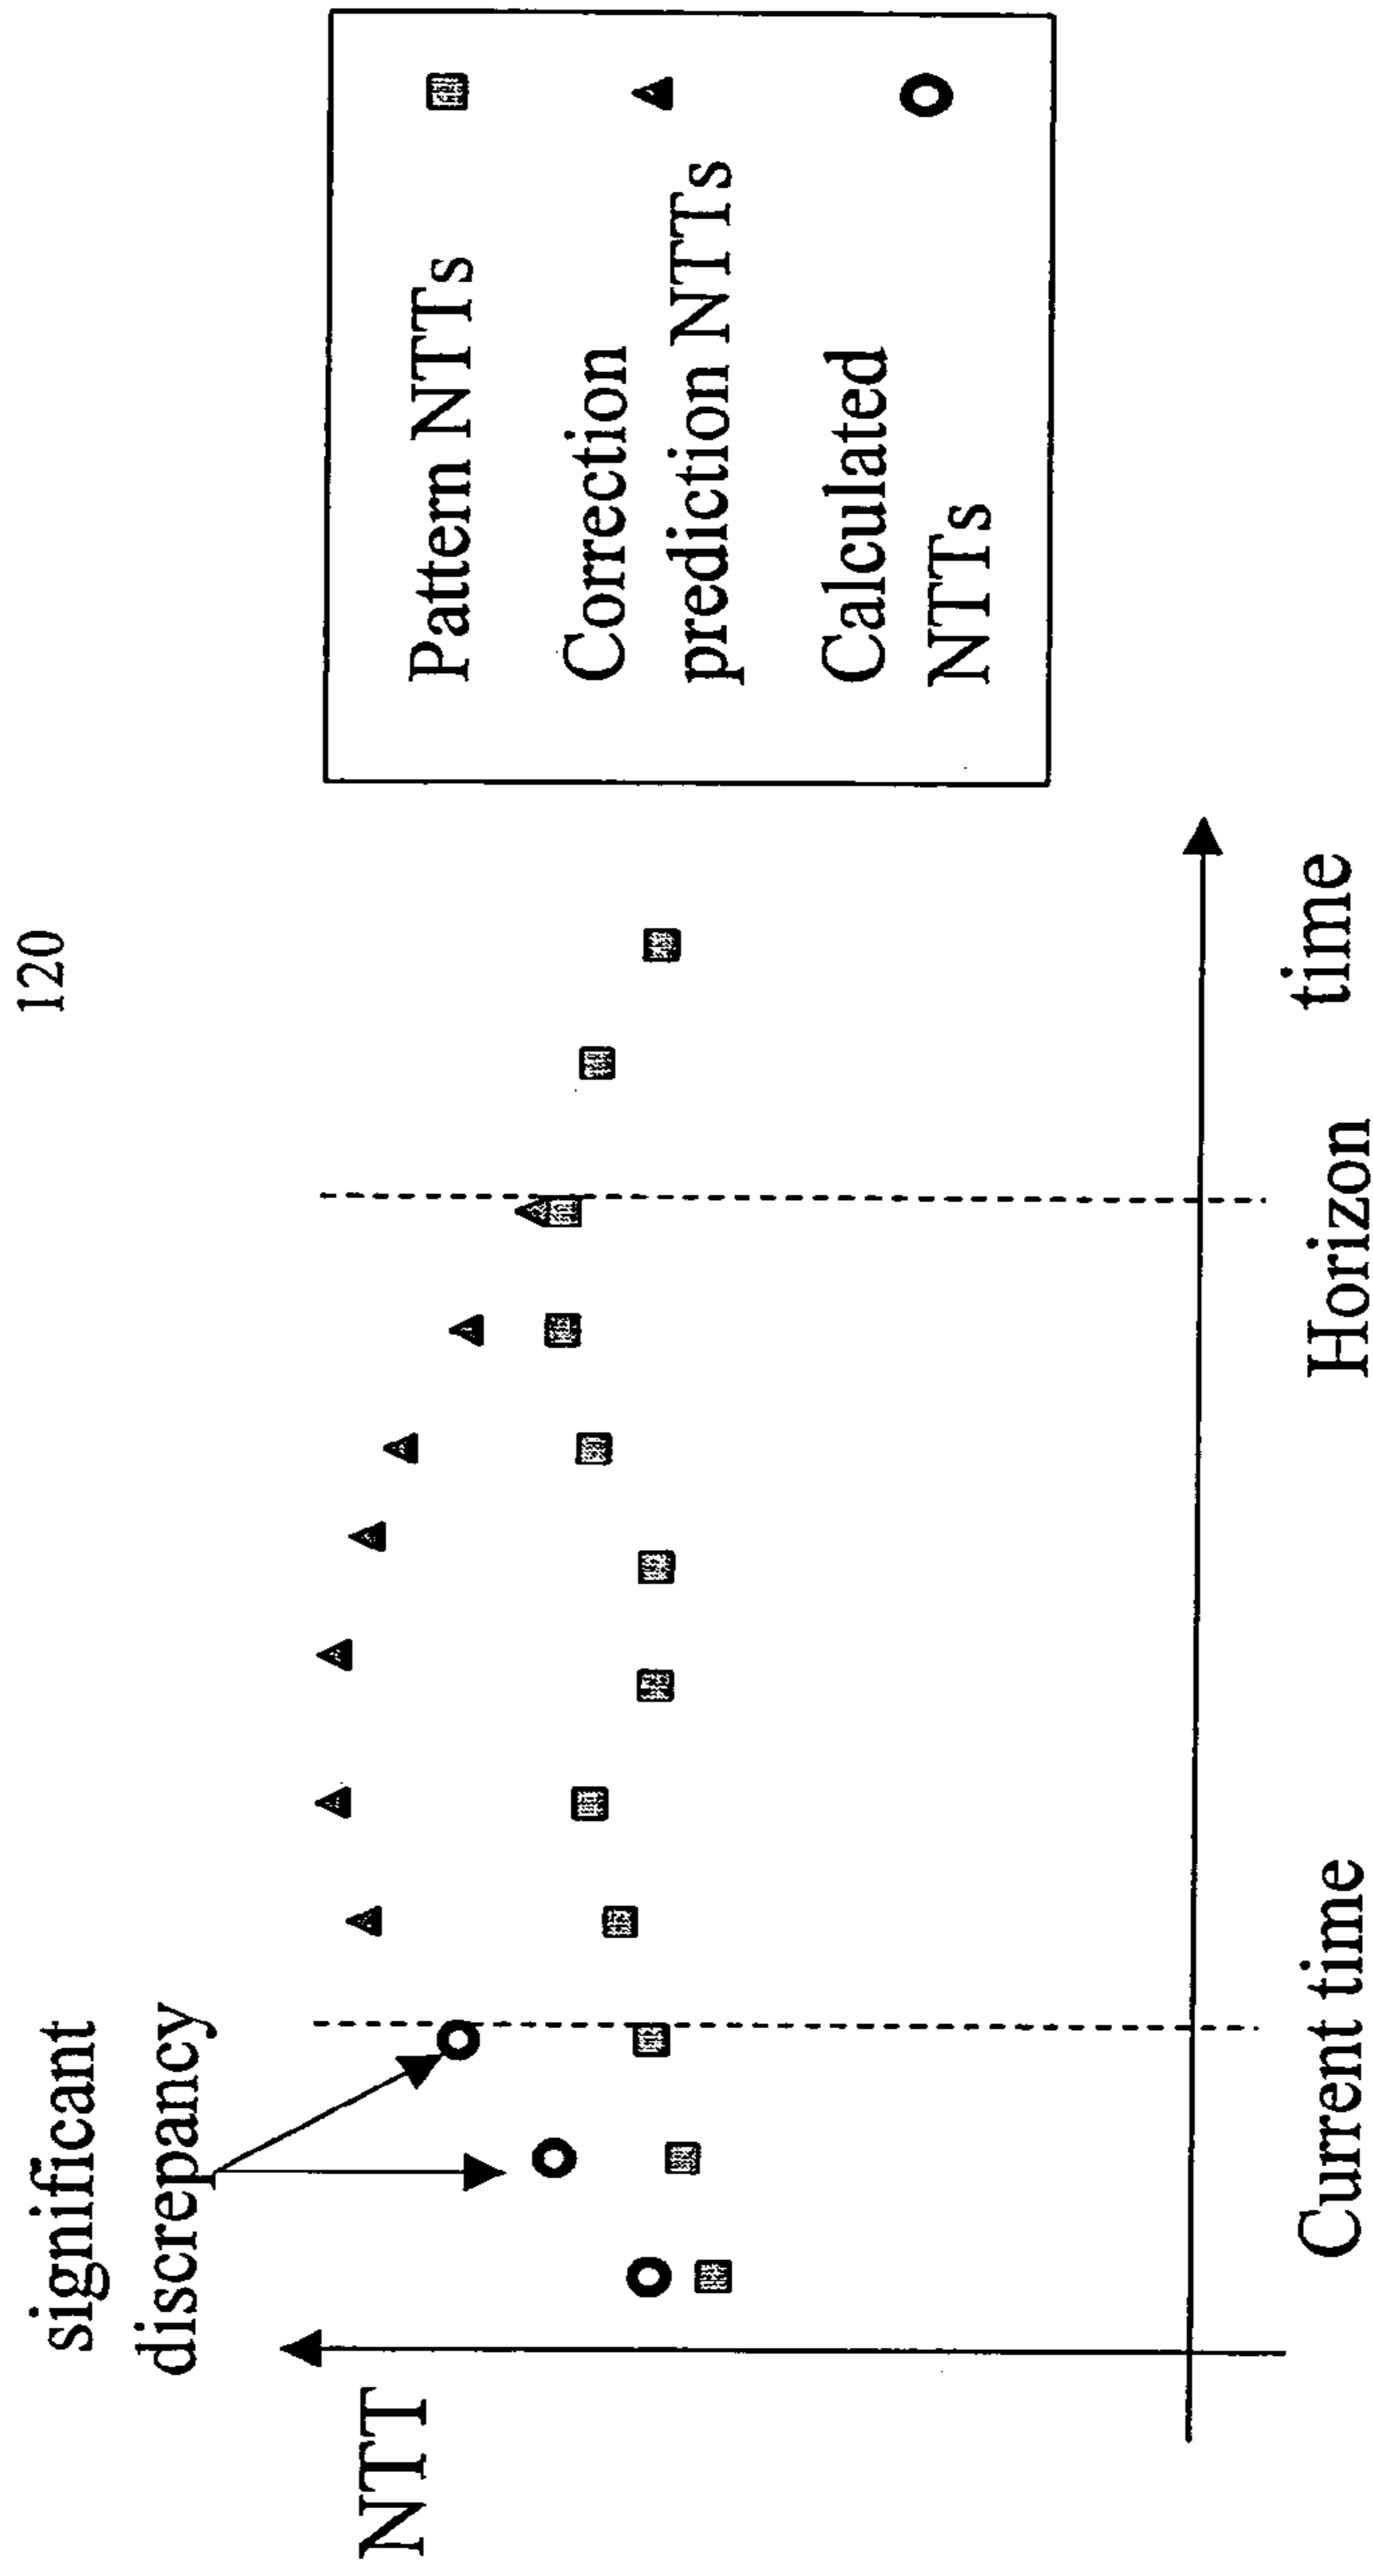 120
significant
discrepancy
NTT
Current time
Horizon
time
Pattern NTTs
Correction
prediction NTTs
Calculated
NTTs